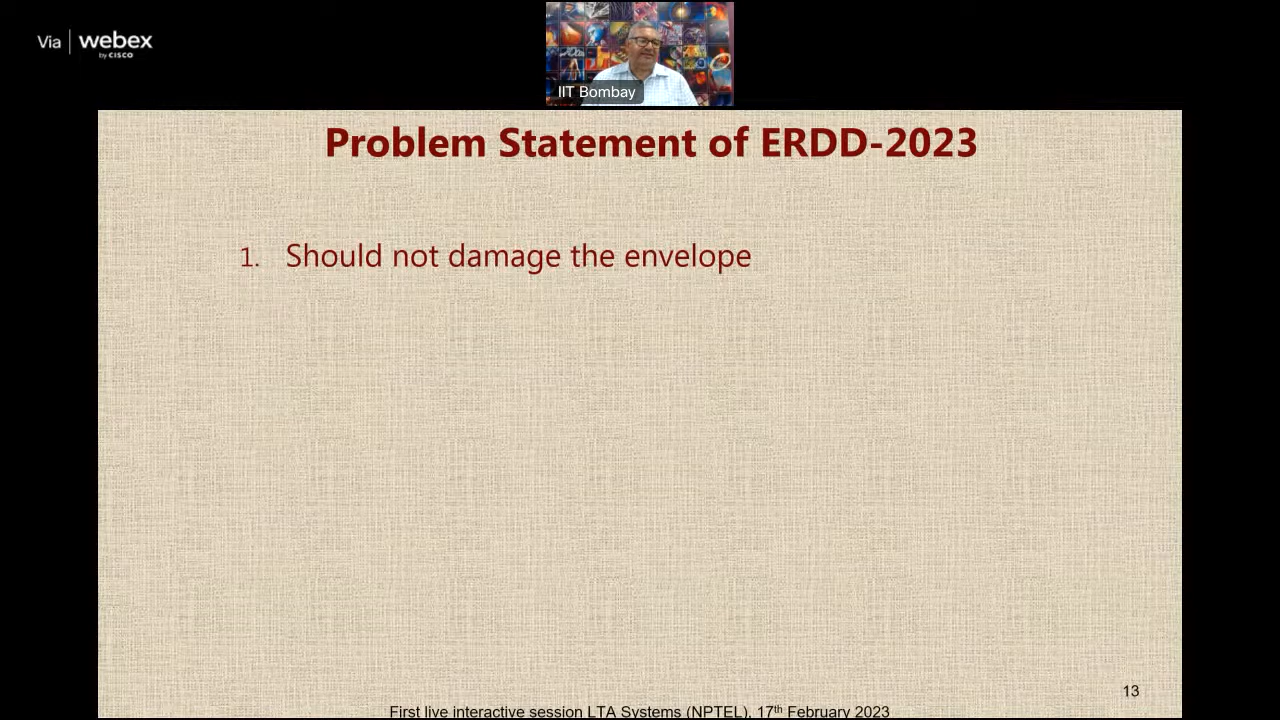 Via webex
by CISCO
IIT Bombay
Problem Statement of ERDD-2023
1. Should not damage the envelope
13
First live interactive session LTA Systems (NPTEL), 17th February 2023